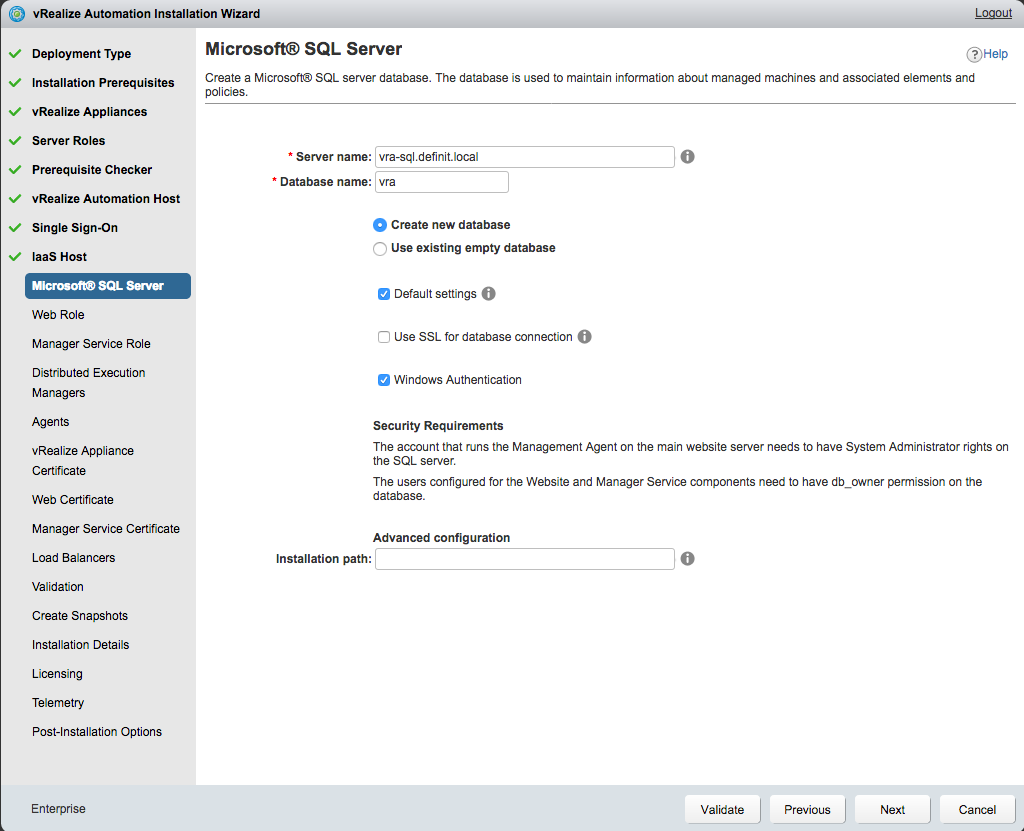 vRealize Automation Installation Wizard
Logout
Deployment Type
Installation Prerequisites
vRealize Appliances
Server Roles
Prerequisite Checker
vRealize Automation Host
Single Sign-On
IaaS Host
Microsoft® SQL Server
Web Role
Manager Service Role
Distributed Execution
Managers
Agents
vRealize Appliance
Certificate
Web Certificate
Manager Service Certificate
Load Balancers
Validation
Create Snapshots
Installation Details
Licensing
Telemetry
Post-Installation Options
Microsoft® SQL Server
? Help
Create a Microsoft® SQL server database. The database is used to maintain information about managed machines and associated elements and
policies.
* Server name: vra-sql.definit.local
* Database name: vra
Create new database
Use existing empty database
Default settings
Use SSL for database connection
Windows Authentication
Security Requirements
The account that runs the Management Agent on the main website server needs to have System Administrator rights on
the SQL server.
The users configured for the Website and Manager Service components need to have db_owner permission on the
database.
Advanced configuration
Installation path:
Enterprise
Validate
Previous
Next
Cancel